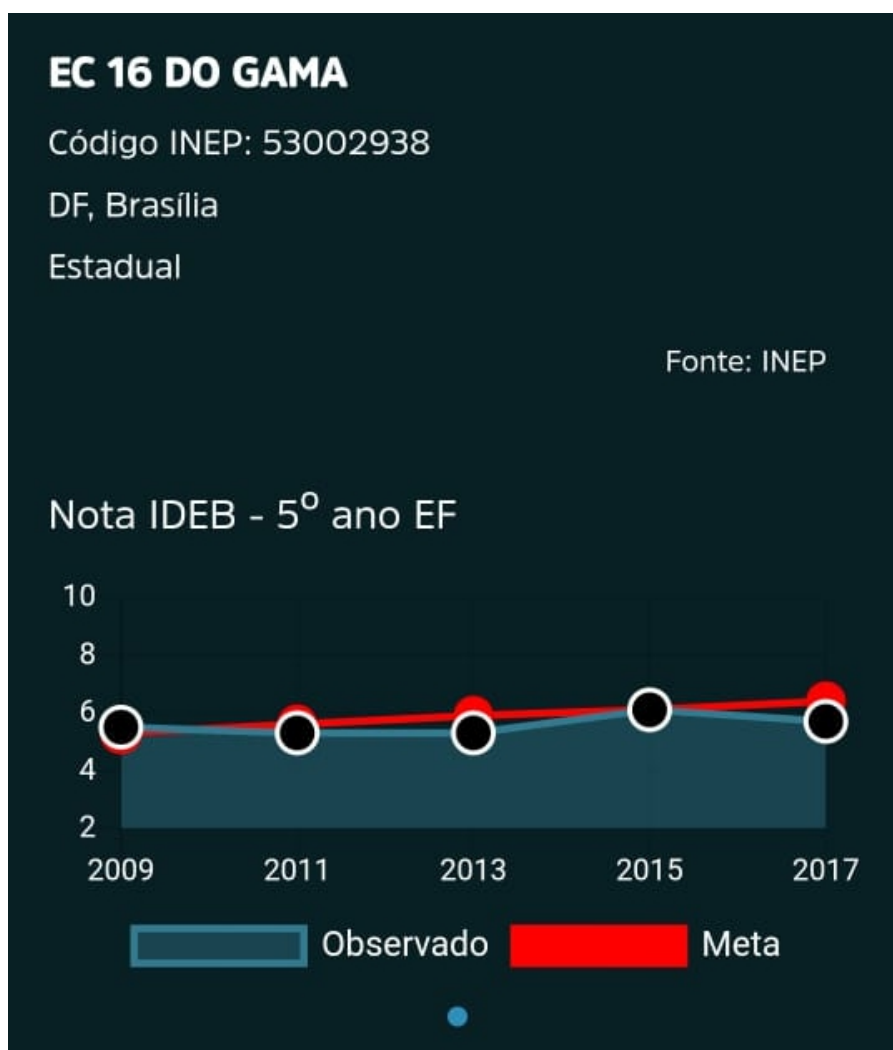 EC 16 DO GAMA
Código INEP: 53002938
DF, Brasília
Estadual
Fonte: INEP
Nota IDEB - 5º ano EF
10
8
6
4
2
2009 2011 2013 2015 2017
Observado Meta